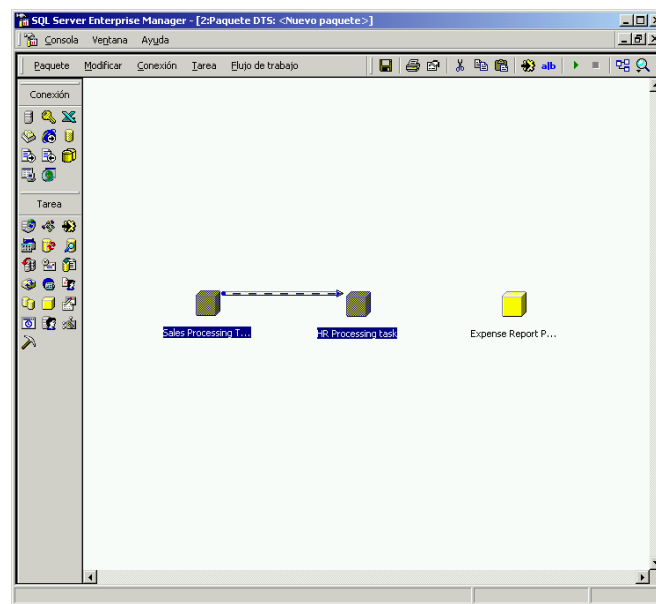 SQL Server Enterprise Manager - [2:Paquete DTS: <Nuevo paquete>]
Consola Ventana Ayuda
Paquete Modificar Conexión Tarea Flujo de trabajo
Conexión
Tarea
Sales Processing T...
HR Processing task
Expense Report P...